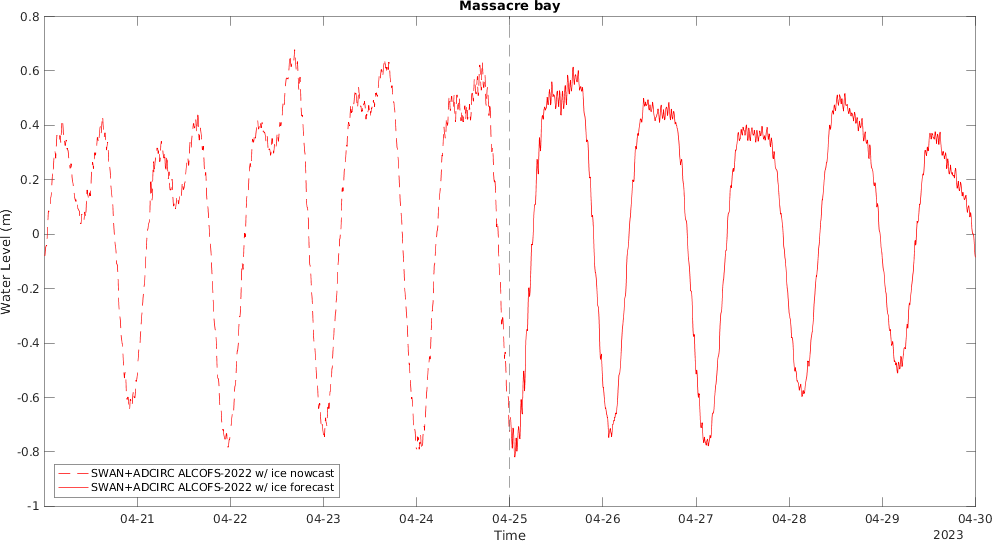 Massacre bay
0.8
0.6
0.4
0.2
0
-0.2
-0.4
-0.6
-0.8
-1
Water Level (m)
SWAN+ADCIRC ALCOFS-2022 w/ ice nowcast
SWAN+ADCIRC ALCOFS-2022 w/ ice forecast
04-21 04-22 04-23 04-24 04-25 04-26 04-27 04-28 04-29 04-30
Time
2023